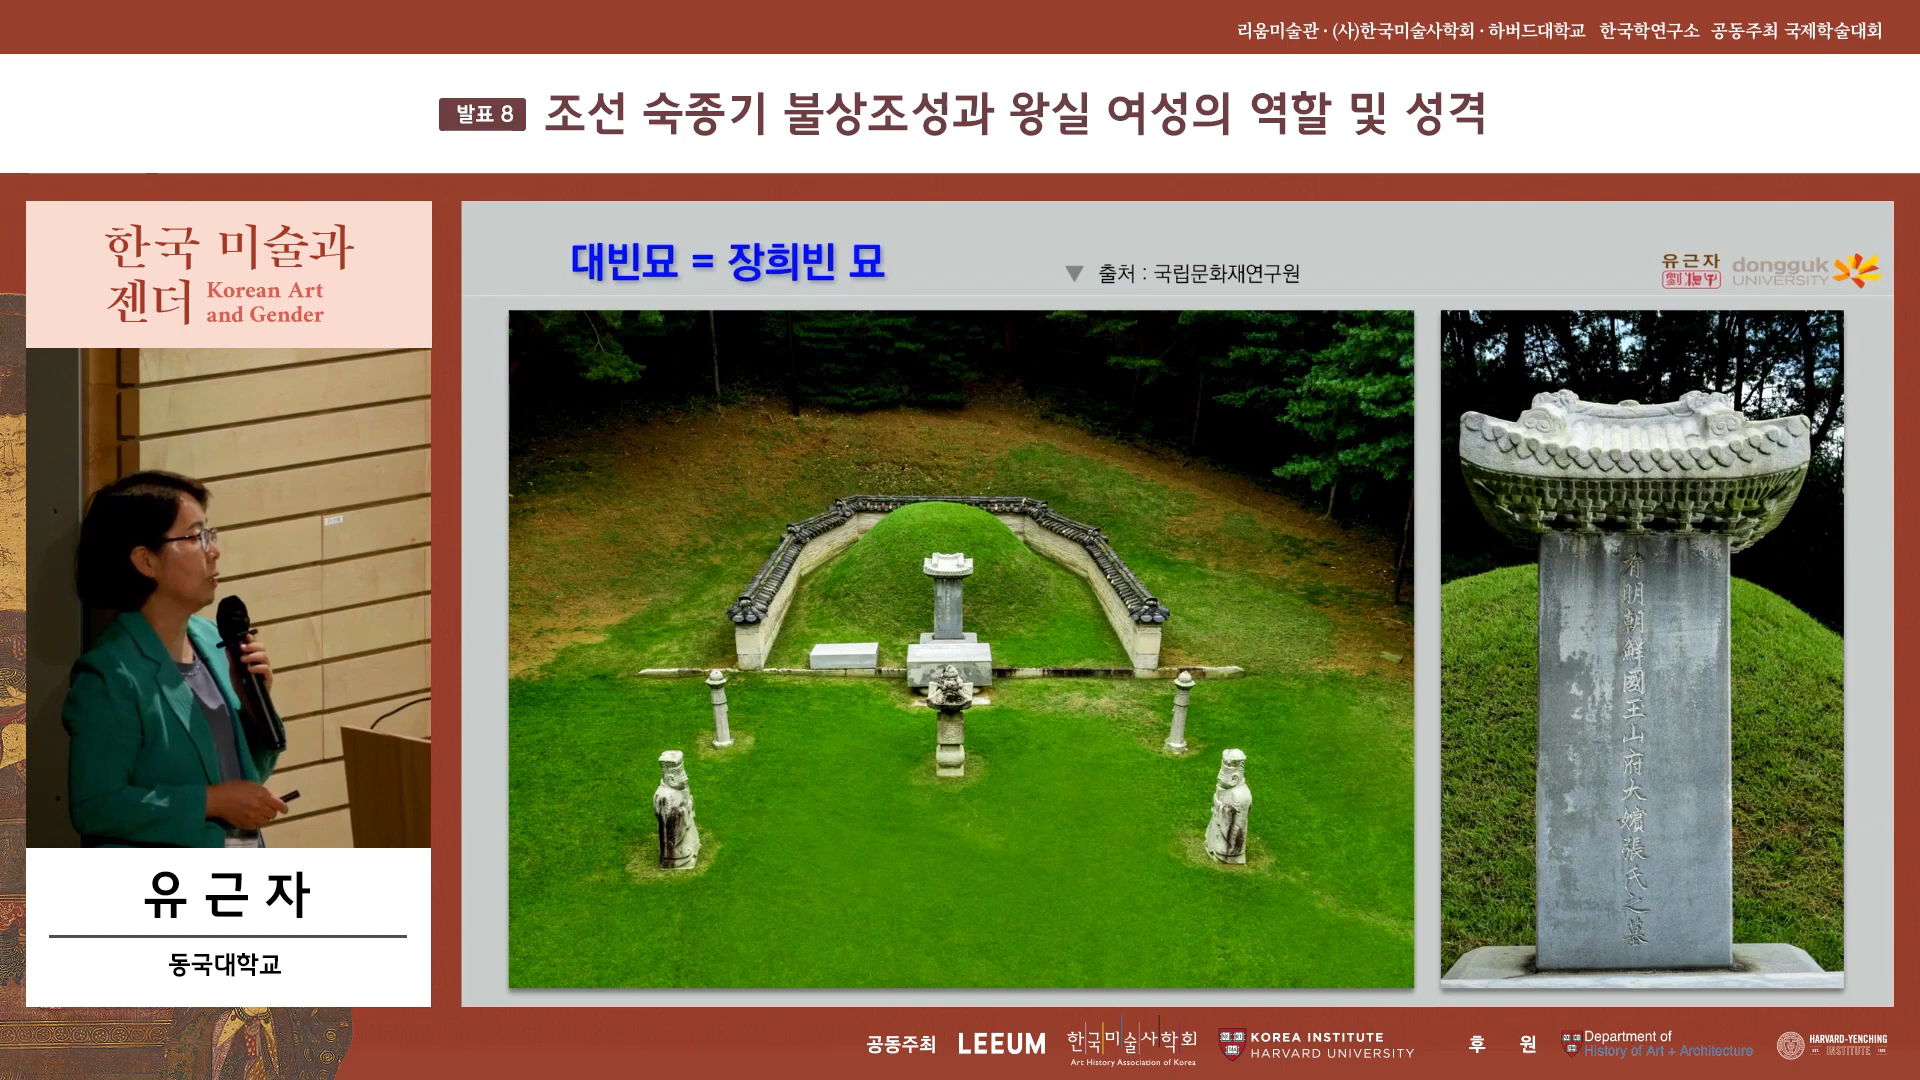 리움미술관 · (사)한국미술사학회 · 하버드대학교 한국학연구소 공동주최 국제학술대회
발표 8 조선 숙종기 불상조성과 왕실 여성의 역할 및 성격
한국 미술과
젠더 Korean Art
and Gender
대빈묘 = 장희빈 묘
▼ 출처 : 국립문화재연구원
유근자
dongguk
UNIVERSITY
有明朝鮮國玉山府大嬪張氏之墓
유 근 자
동국대학교
공동주최 LEEUM 한국미술사학회
Art History Association of Korea
KOREA INSTITUTE
HARVARD UNIVERSITY
후 원
Department of
History of Art + Architecture
HARVARD-YENCHING
INSTITUTE